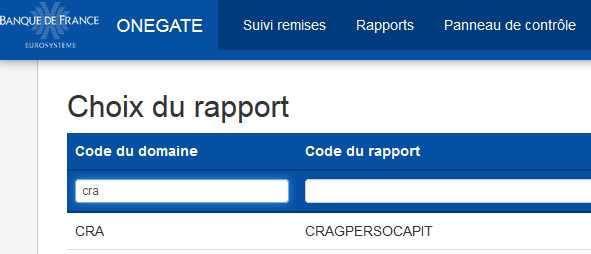 BANQUE DE FRANCE
EUROSYSTÈME
ONEGATE Suivi remises Rapports Panneau de contrôle
Choix du rapport
Code du domaine Code du rapport
cra
CRA CRAGPERSOCAPIT